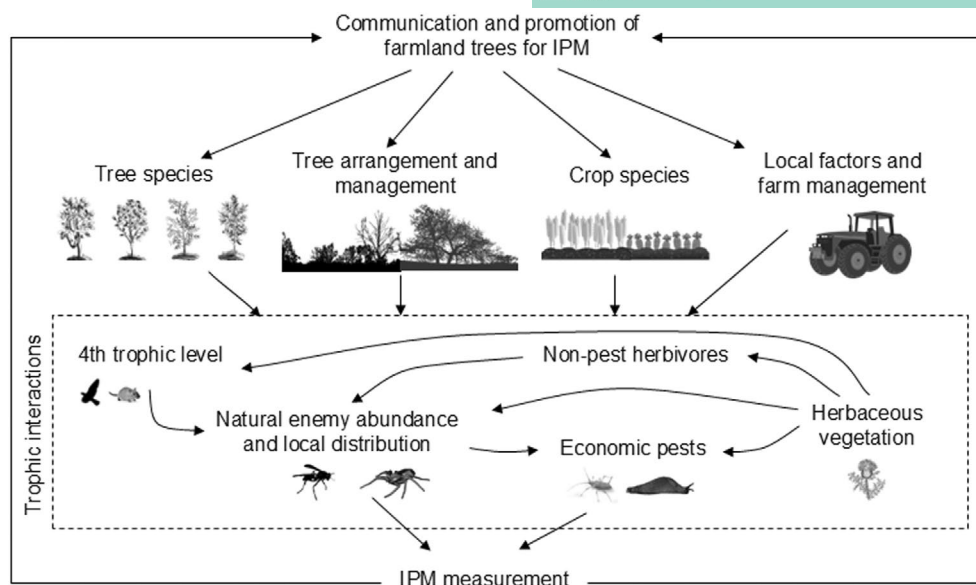 Communication and promotion of
farmland trees for IPM
Tree species
Tree arrangement and
management
Crop species
Local factors and
farm management
Trophic interactions
4th trophic level
Non-pest herbivores
Natural enemy abundance
and local distribution
Economic pests
Herbaceous
vegetation
IPM measurement